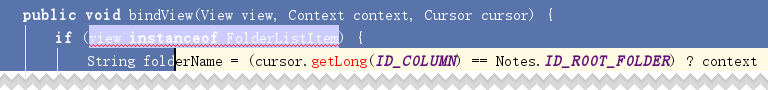 public void bindView(View view, Context context, Cursor cursor) {
if (view instanceof FolderListItem) {
String folderName = (cursor.getLong(ID_COLUMN) == Notes.ID_ROOT_FOLDER) ? context